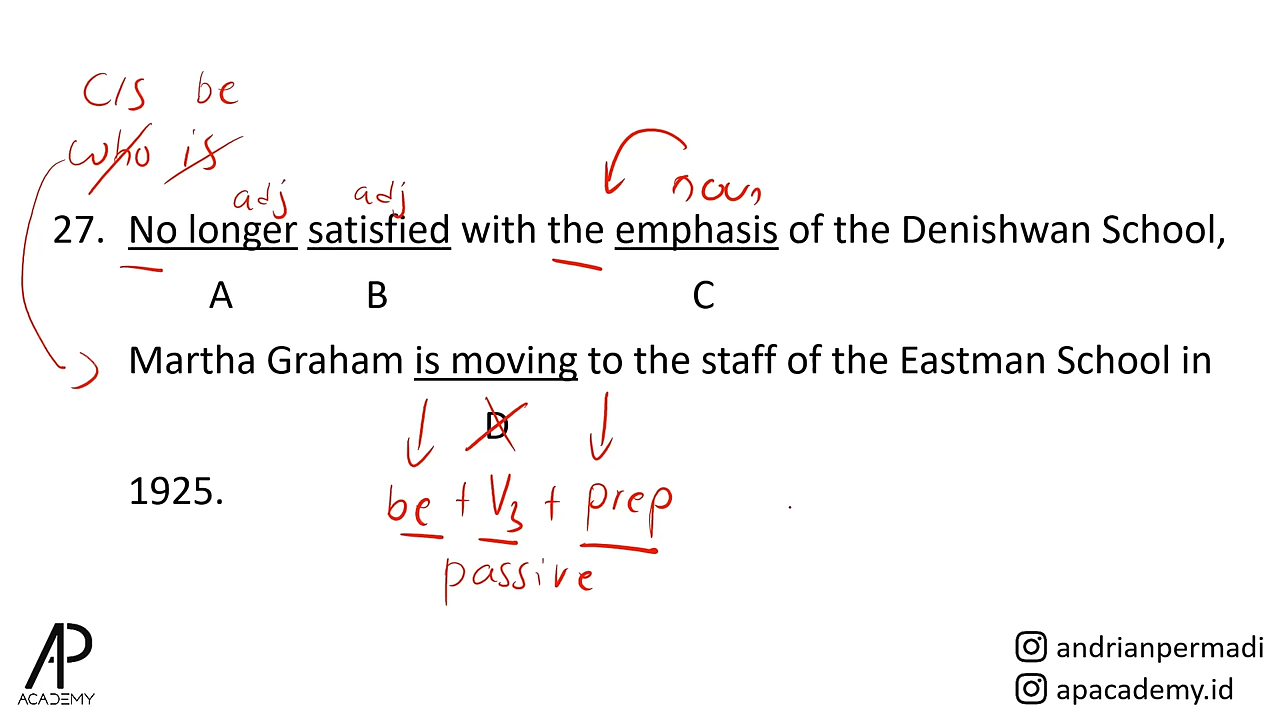 C/S be
who is
adj adj noun
27. No longer satisfied with the emphasis of the Denishwan School,
A B C
Martha Graham is moving to the staff of the Eastman School in
D
1925.
be + V3 + prep
passive
AP
ACADEMY
andrianpermadi
apacademy.id